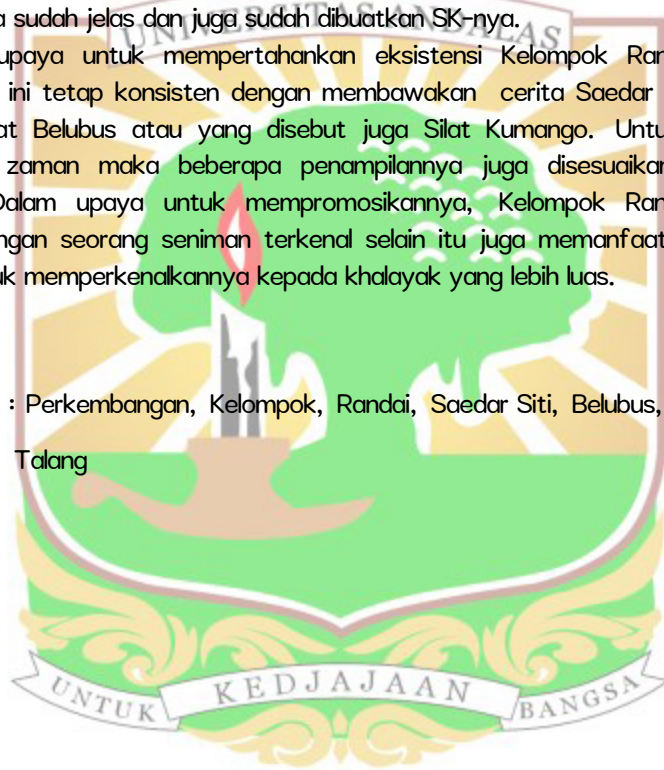 a sudah jelas dan juga sudah dibuatkan SK-nya.
UNIVERSITAS ANDALAS
upaya untuk mempertahankan eksistensi Kelompok Ran
ini tetap konsisten dengan membawakan cerita Saedar
at Belubus atau yang disebut juga Silat Kumango. Untu
zaman maka beberapa penampilannya juga disesuaikan
Dalam upaya untuk mempromosikannya, Kelompok Ran
ngan seorang seniman terkenal selain itu juga memanfaat
uk memperkenalkannya kepada khalayak yang lebih luas.
: Perkembangan, Kelompok, Randai, Saedar Siti, Belubus,
Talang
UNTUK KEDJAJAAN BANGSA